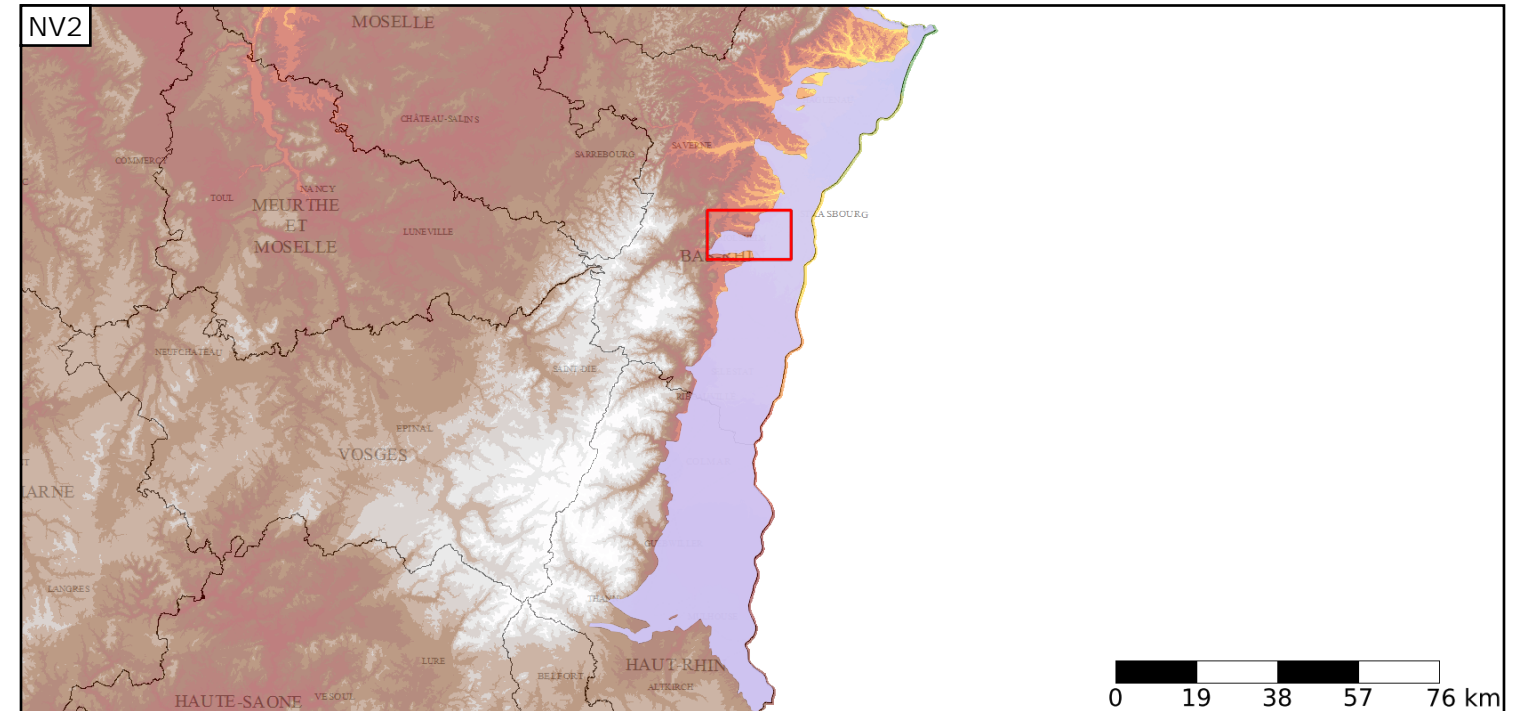 NV2
MOSELLE
CHÂTEAU-SALINS
COMMERCY
SARREBOURG
SAVERNE
NANCY
TOUL
MEURTHE
ET
MOSELLE
LUNEVILLE
NEUFCHATEAU
SAINT-DIE
EPINAL
VOSGES
LANGRES
LURE
BELFORT
HAUT-RHIN
ALTKIRCH
HAUTE-SAONE
VESOUL
0 19 38 57 76 km